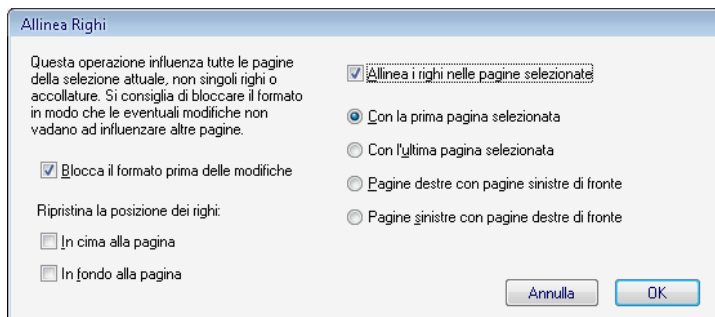 Allinea Righi
Questa operazione influenza tutte le pagine
della selezione attuale, non singoli righi o
accollature. Si consiglia di bloccare il formato
in modo che le eventuali modifiche non
vadano ad influenzare altre pagine.
Blocca il formato prima delle modifiche
Ripristina la posizione dei righi:
In cima alla pagina
In fondo alla pagina
Allinea i righi nelle pagine selezionate
Con la prima pagina selezionata
Con l'ultima pagina selezionata
Pagine destre con pagine sinistre di fronte
Pagine sinistre con pagine destre di fronte
Annulla
OK